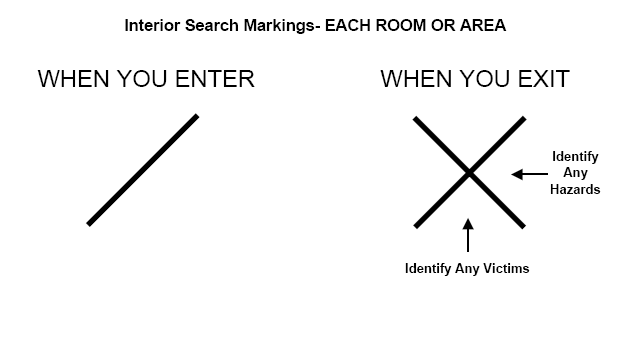 Interior Search Markings- EACH ROOM OR AREA
WHEN YOU ENTER
WHEN YOU EXIT
Identify
Any
Hazards
Identify Any Victims